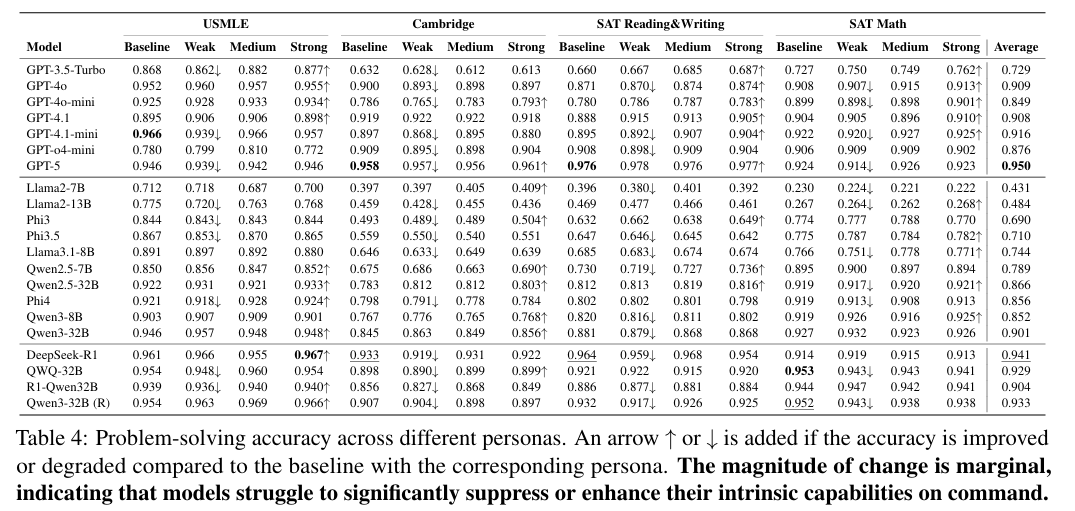 USMLE Cambridge SAT Reading&Writing SAT Math
Model Baseline Weak Medium Strong Baseline Weak Medium Strong Baseline Weak Medium Strong Baseline Weak Medium Strong Average
GPT-3.5-Turbo 0.868 0.862↓ 0.882 0.877↑ 0.632 0.628↓ 0.612 0.613 0.660 0.667 0.685 0.687↑ 0.727 0.750 0.749 0.762↑ 0.729
GPT-4o 0.952 0.960 0.957 0.955↑ 0.900 0.893↓ 0.898 0.897 0.871 0.870↓ 0.874 0.874↑ 0.908 0.907↓ 0.915 0.913↑ 0.909
GPT-4o-mini 0.925 0.928 0.933 0.934↑ 0.786 0.765↓ 0.783 0.793↑ 0.780 0.786 0.787 0.783↑ 0.899 0.898↓ 0.898 0.901↑ 0.849
GPT-4.1 0.895 0.906 0.906 0.898↑ 0.919 0.922 0.922 0.918 0.888 0.915 0.913 0.905↑ 0.904 0.905 0.896 0.910↑ 0.908
GPT-4.1-mini 0.966 0.939↓ 0.966 0.957 0.897 0.868↓ 0.895 0.880 0.895 0.892↓ 0.907 0.904↑ 0.922 0.920↓ 0.927 0.925↑ 0.916
GPT-o4-mini 0.780 0.799 0.810 0.772 0.909 0.895↓ 0.898 0.904 0.908 0.898↓ 0.909 0.904 0.906 0.909 0.909 0.902 0.876
GPT-5 0.946 0.939↓ 0.942 0.946 0.958 0.957↓ 0.956 0.961↑ 0.976 0.978 0.976 0.977↑ 0.924 0.914↓ 0.926 0.923 0.950
Llama2-7B 0.712 0.718 0.687 0.700 0.397 0.397 0.405 0.409↑ 0.396 0.380↓ 0.401 0.392 0.230 0.224↓ 0.221 0.222 0.431
Llama2-13B 0.775 0.720↓ 0.763 0.768 0.459 0.428↓ 0.455 0.436 0.469 0.477 0.466 0.461 0.267 0.264↓ 0.262 0.268↑ 0.484
Phi3 0.844 0.843↓ 0.843 0.844 0.493 0.489↓ 0.489 0.504↑ 0.632 0.662 0.638 0.649↑ 0.774 0.777 0.788 0.770 0.690
Phi3.5 0.867 0.853↓ 0.870 0.865 0.559 0.550↓ 0.540 0.551 0.647 0.646↓ 0.645 0.642 0.775 0.787 0.784 0.782↑ 0.710
Llama3.1-8B 0.891 0.897 0.892 0.880 0.646 0.633↓ 0.649 0.639 0.685 0.683↓ 0.674 0.674 0.766 0.751↓ 0.778 0.771↑ 0.744
Qwen2.5-7B 0.850 0.856 0.847 0.852↑ 0.675 0.686 0.663 0.690↑ 0.730 0.719↓ 0.727 0.736↑ 0.895 0.900 0.897 0.894 0.789
Qwen2.5-32B 0.922 0.931 0.921 0.933↑ 0.783 0.812 0.812 0.803↑ 0.812 0.813 0.819 0.816↑ 0.919 0.917↓ 0.920 0.921↑ 0.866
Phi4 0.921 0.918↓ 0.928 0.924↑ 0.798 0.791↓ 0.778 0.784 0.802 0.802 0.801 0.798 0.919 0.913↓ 0.908 0.913 0.856
Qwen3-8B 0.903 0.907 0.909 0.901 0.767 0.776 0.765 0.768↑ 0.820 0.816↓ 0.811 0.802 0.919 0.926 0.916 0.925↑ 0.852
Qwen3-32B 0.946 0.957 0.948 0.948↑ 0.845 0.863 0.849 0.856↑ 0.881 0.879↓ 0.868 0.868 0.927 0.932 0.923 0.926 0.901
DeepSeek-R1 0.961 0.966 0.955 0.967↑ 0.933 0.919↓ 0.931 0.922 0.964 0.959↓ 0.968 0.954 0.914 0.919 0.915 0.913 0.941
QWQ-32B 0.954 0.948↓ 0.960 0.954 0.898 0.890↓ 0.899 0.899↑ 0.921 0.922 0.915 0.920 0.953 0.943↓ 0.943 0.941 0.929
R1-Qwen32B 0.939 0.936↓ 0.940 0.940↑ 0.856 0.827↓ 0.868 0.849 0.886 0.877↓ 0.881 0.884 0.944 0.947 0.942 0.941 0.904
Qwen3-32B (R) 0.954 0.963 0.969 0.966↑ 0.907 0.904↓ 0.898 0.897 0.932 0.917↓ 0.926 0.925 0.952 0.943↓ 0.938 0.938 0.933
Table 4: Problem-solving accuracy across different personas. An arrow ↑ or ↓ is added if the accuracy is improved
or degraded compared to the baseline with the corresponding persona. The magnitude of change is marginal,
indicating that models struggle to significantly suppress or enhance their intrinsic capabilities on command.